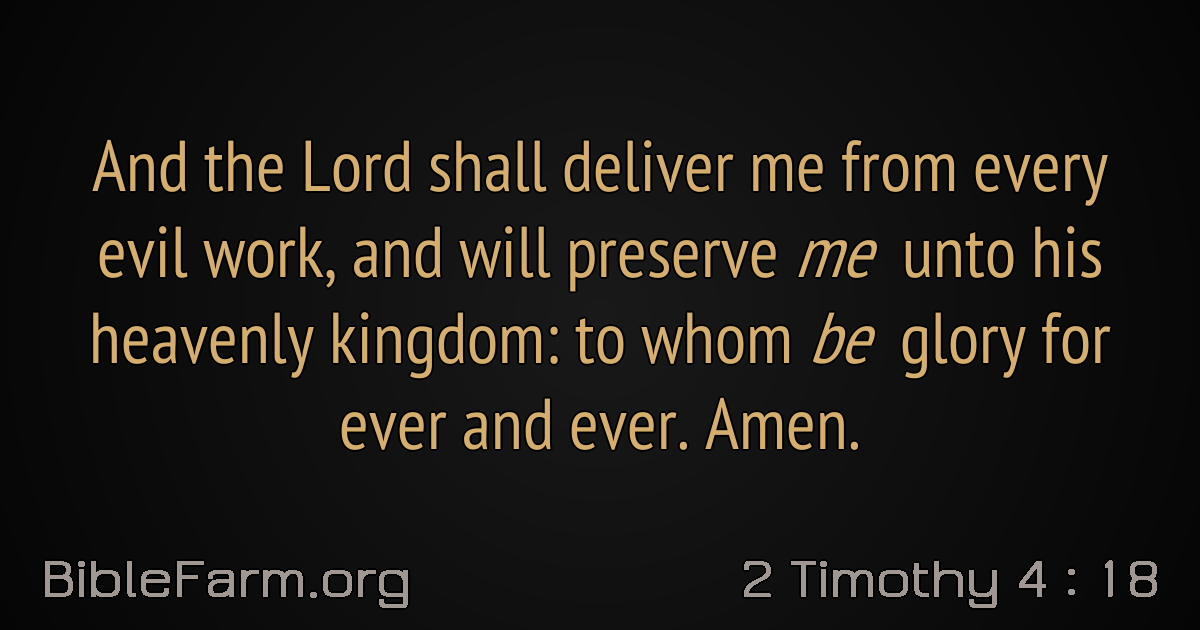 And the Lord shall deliver me from every
evil work, and will preserve me unto his
heavenly kingdom: to whom be glory for
ever and ever. Amen.
BibleFarm.org
2 Timothy 4 : 18